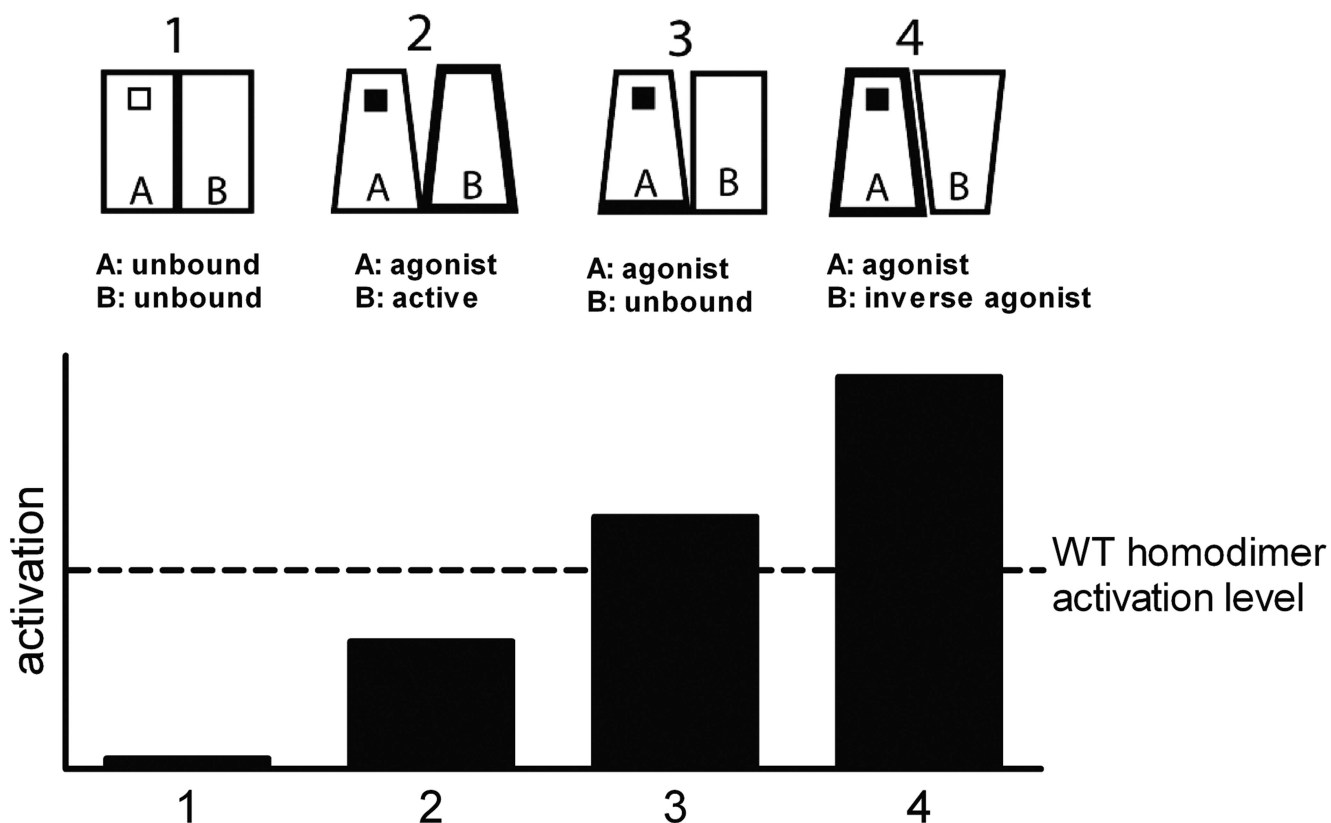 1
2
3
4
A
B
A
B
A
B
A
B
A: unbound
B: unbound
A: agonist
B: active
A: agonist
B: unbound
A: agonist
B: inverse agonist
activation
WT homodimer
activation level
1
2
3
4